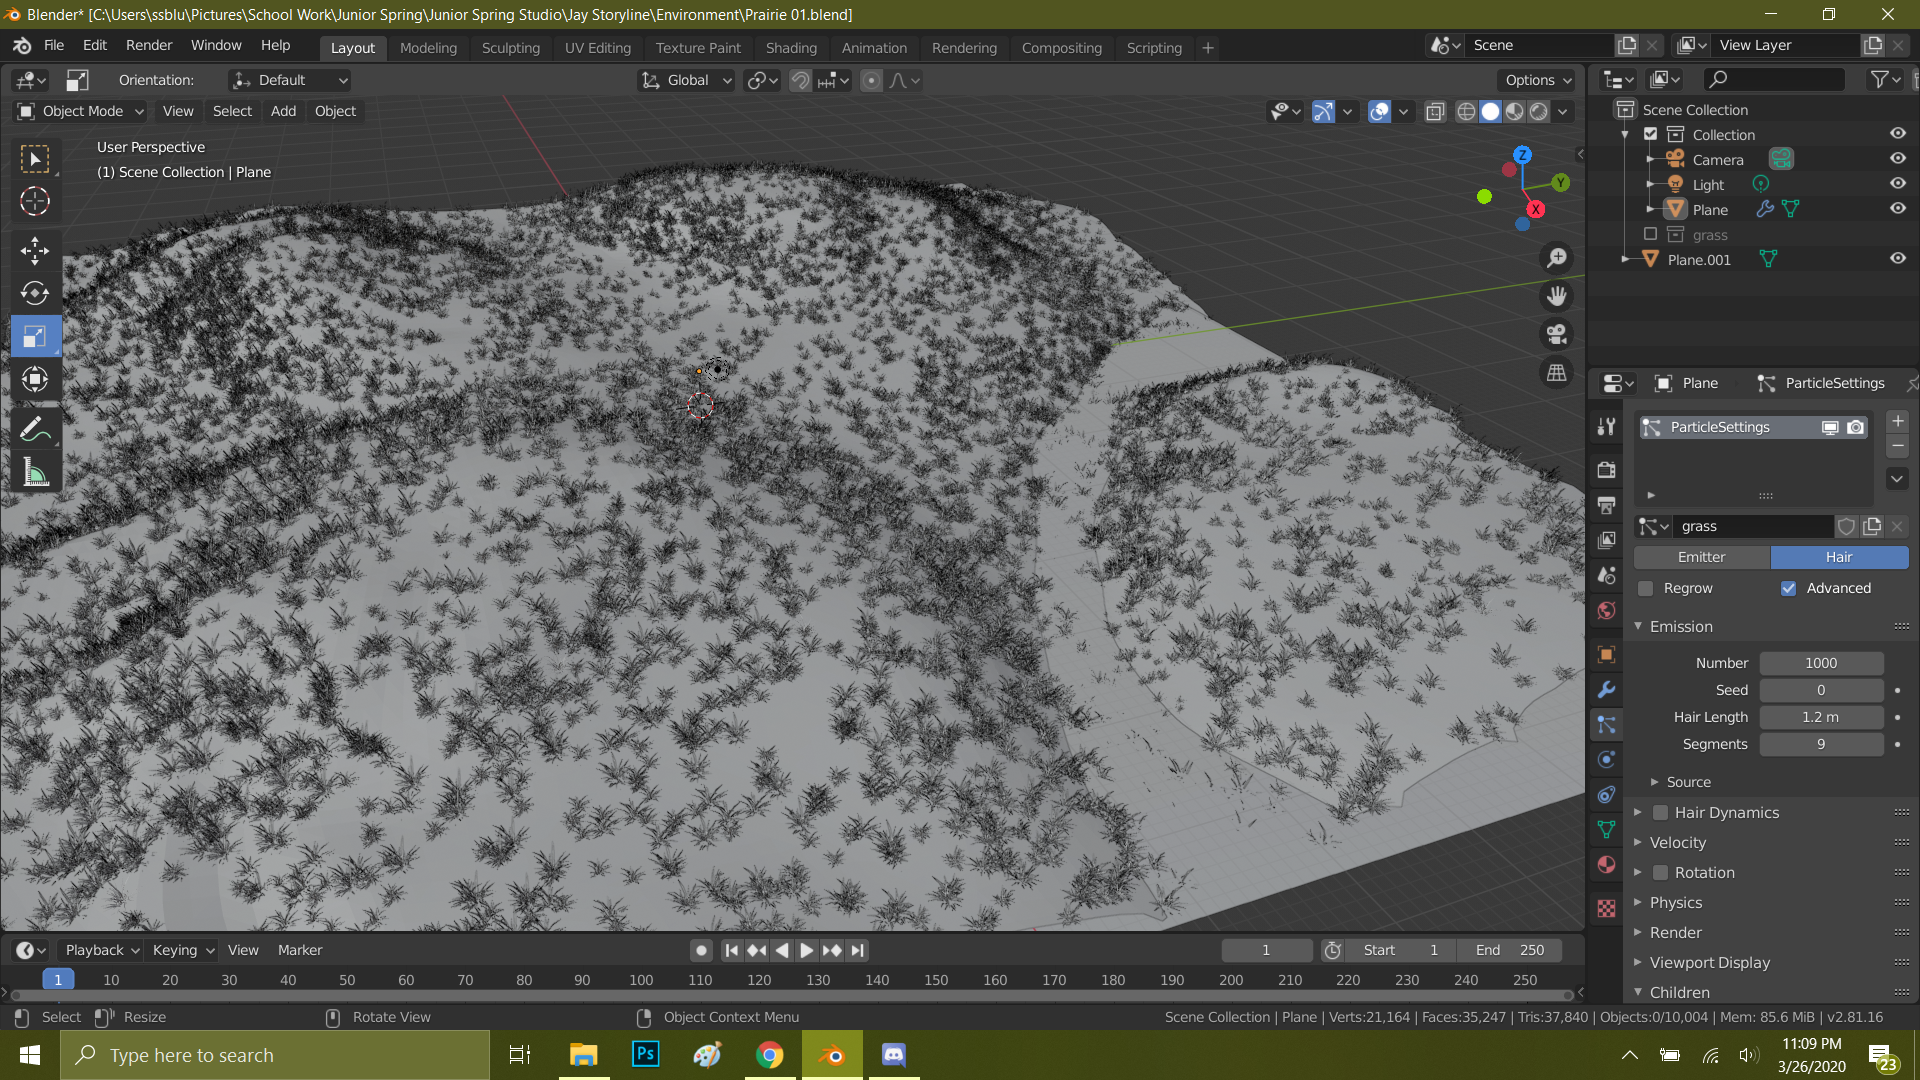 Blender* [C:\Users\ssblu\Pictures\School Work\Junior Spring\Junior Spring Studio\Jay Storyline\Environment\Prairie 01.blend]
File Edit Render Window Help Layout Modeling Sculpting UV Editing Texture Paint Shading Animation Rendering Compositing Scripting + Scene View Layer
Orientation: Default Global Options
Object Mode View Select Add Object
User Perspective
(1) Scene Collection | Plane
Z
Y
X
Scene Collection
Collection
Camera
Light
Plane
grass
Plane.001
Plane ParticleSettings
ParticleSettings
grass
Emitter Hair
Regrow Advanced
Emission
Number 1000
Seed 0
Hair Length 1.2 m
Segments 9
Source
Hair Dynamics
Velocity
Rotation
Physics
Render
Viewport Display
Children
Playback Keying View Marker 1 Start 1 End 250
1 10 20 30 40 50 60 70 80 90 100 110 120 130 140 150 160 170 180 190 200 210 220 230 240 250
Select Resize Rotate View Object Context Menu Scene Collection | Plane | Verts:21,164 | Faces:35,247 | Tris:37,840 | Objects:0/10,004 | Mem: 85.6 MiB | v2.81.16
Type here to search
Ps
11:09 PM
3/26/2020
23